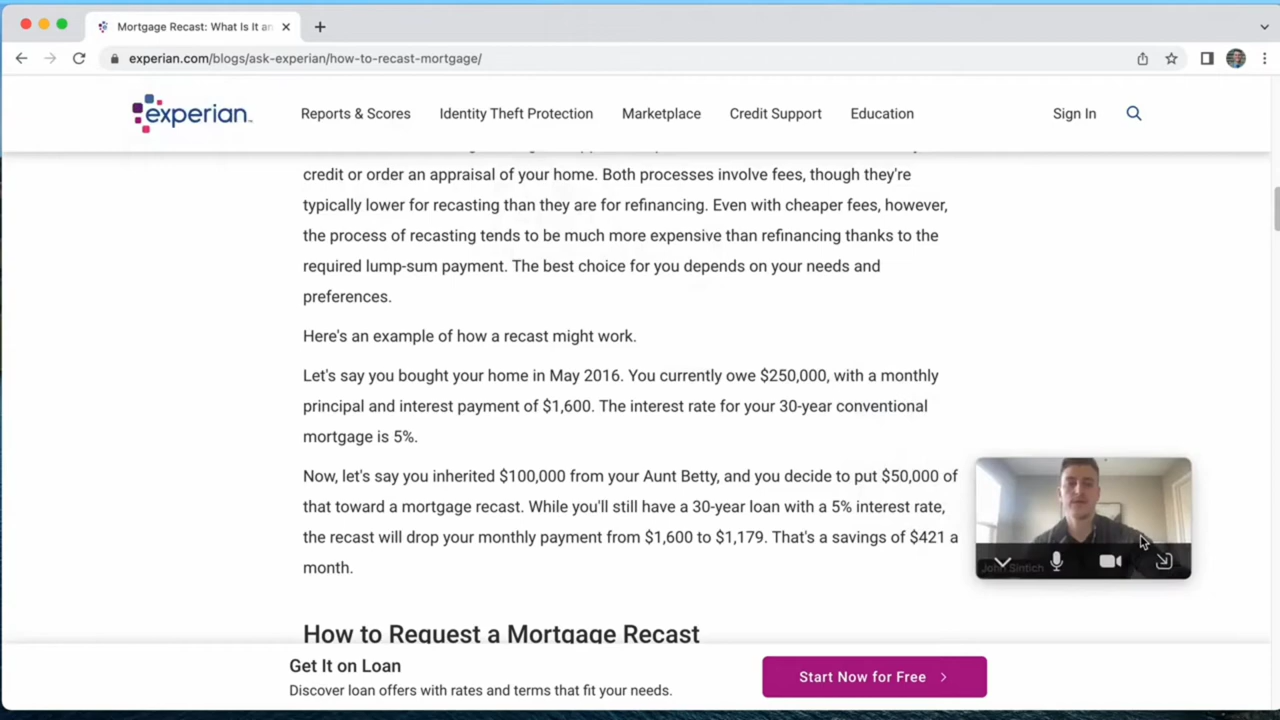 Mortgage Recast: What Is It an
experian.com/blogs/ask-experian/how-to-recast-mortgage/
experian
Reports & Scores
Identity Theft Protection
Marketplace
Credit Support
Education
Sign In
credit or order an appraisal of your home. Both processes involve fees, though they're
typically lower for recasting than they are for refinancing. Even with cheaper fees, however,
the process of recasting tends to be much more expensive than refinancing thanks to the
required lump-sum payment. The best choice for you depends on your needs and
preferences.
Here's an example of how a recast might work.
Let's say you bought your home in May 2016. You currently owe $250,000, with a monthly
principal and interest payment of $1,600. The interest rate for your 30-year conventional
mortgage is 5%.
Now, let's say you inherited $100,000 from your Aunt Betty, and you decide to put $50,000 of
that toward a mortgage recast. While you'll still have a 30-year loan with a 5% interest rate,
the recast will drop your monthly payment from $1,600 to $1,179. That's a savings of $421 a
month.
John Sintich
How to Request a Mortgage Recast
Get It on Loan
Discover loan offers with rates and terms that fit your needs.
Start Now for Free